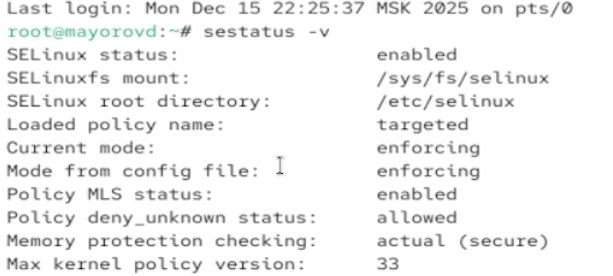 Last login: Mon Dec 15 22:25:37 MSK 2025 on pts/0
root@mayorovd:~# sestatus -v
SELinux status:                 enabled
SELinuxfs mount:                /sys/fs/selinux
SELinux root directory:         /etc/selinux
Loaded policy name:             targeted
Current mode:                   enforcing
Mode from config file:          enforcing
Policy MLS status:              enabled
Policy deny_unknown status:     allowed
Memory protection checking:     actual (secure)
Max kernel policy version:      33